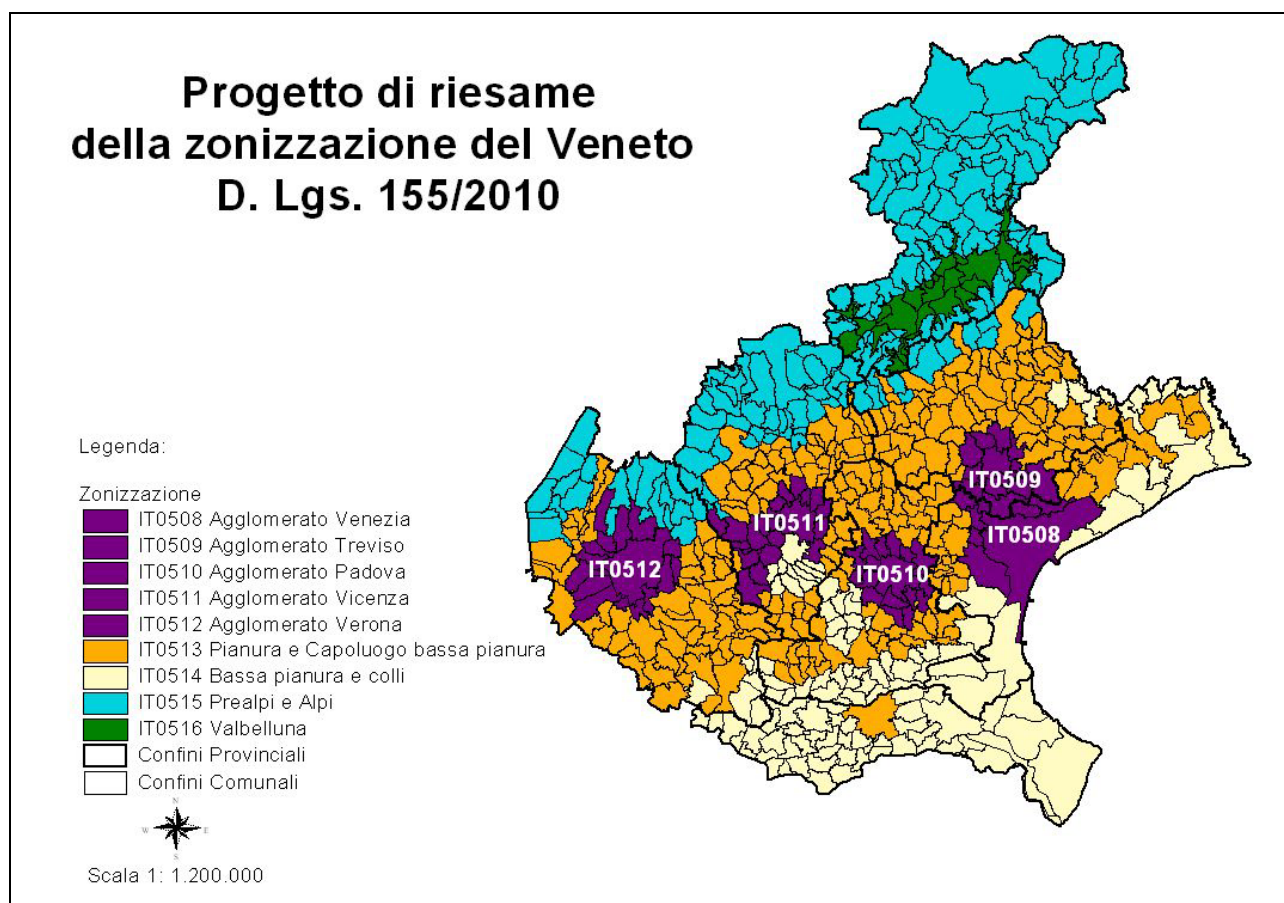 Progetto di riesame
della zonizzazione del Veneto
D. Lgs. 155/2010
IT0509
IT0511
IT0508
IT0512
IT0510
Legenda:
Zonizzazione
IT0508 Agglomerato Venezia
IT0509 Agglomerato Treviso
IT0510 Agglomerato Padova
IT0511 Agglomerato Vicenza
IT0512 Agglomerato Verona
IT0513 Pianura e Capoluogo bassa pianura
IT0514 Bassa pianura e colli
IT0515 Prealpi e Alpi
IT0516 Valbelluna
Confini Provinciali
Confini Comunali
N
W E
S
Scala 1: 1.200.000